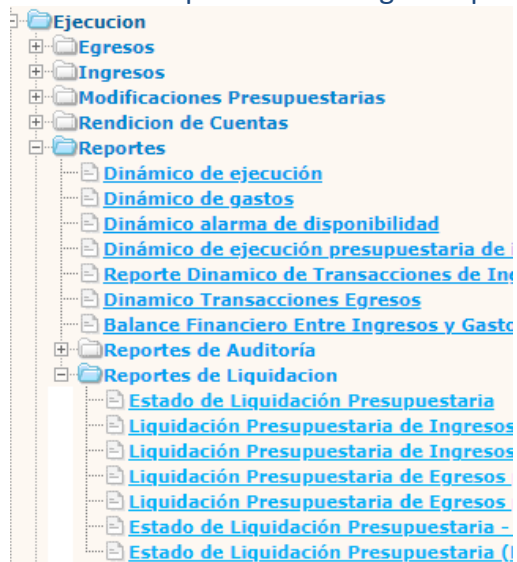 Ejecucion
Egresos
Ingresos
Modificaciones Presupuestarias
Rendicion de Cuentas
Reportes
Dinámico de ejecución
Dinámico de gastos
Dinámico alarma de disponibilidad
Dinámico de ejecución presupuestaria de
Reporte Dinamico de Transacciones de
Dinamico Transacciones Egresos
Balance Financiero Entre Ingresos y
Reportes de Auditoría
Reportes de Liquidacion
Estado de Liquidación Presupuestaria
Liquidación Presupuestaria de Ingresos
Liquidación Presupuestaria de Ingresos
Liquidación Presupuestaria de Egresos
Liquidación Presupuestaria de Egresos
Estado de Liquidación Presupuestaria -
Estado de Liquidación Presupuestaria